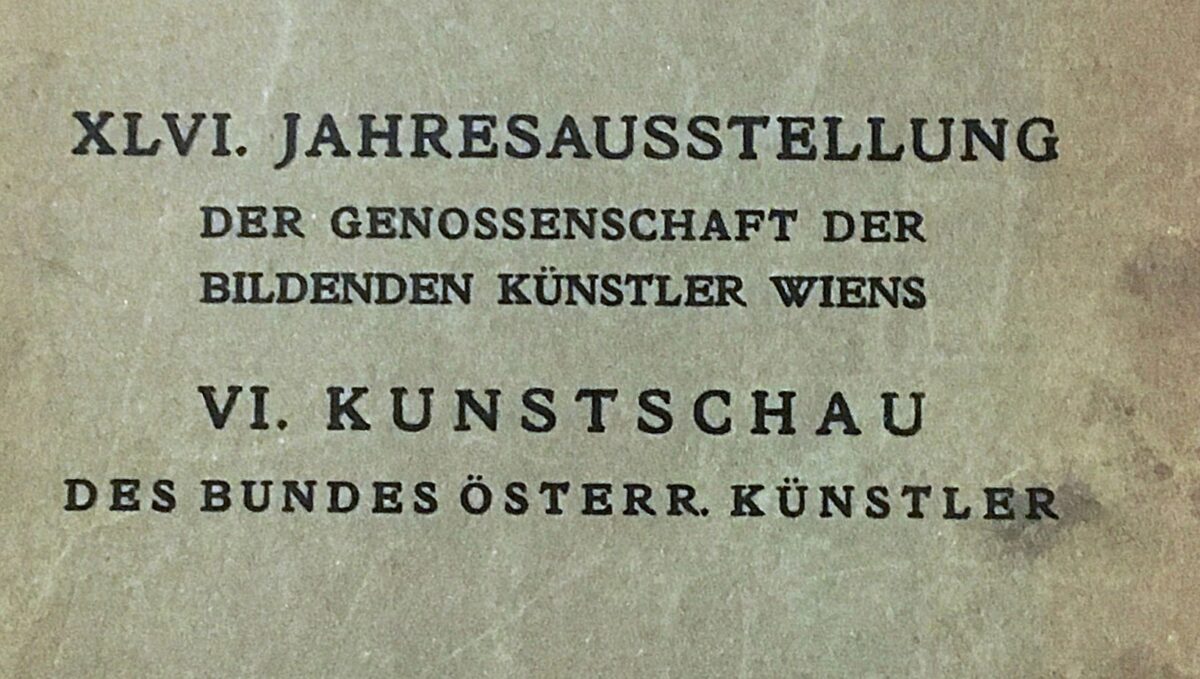 XLVI. JAHRESAUSSTELLUNG
DER GENOSSENSCHAFT DER
BILDENDEN KÜNSTLER WIENS
VI. KUNSTSCHAU
DES BUNDES ÖSTERR. KÜNSTLER